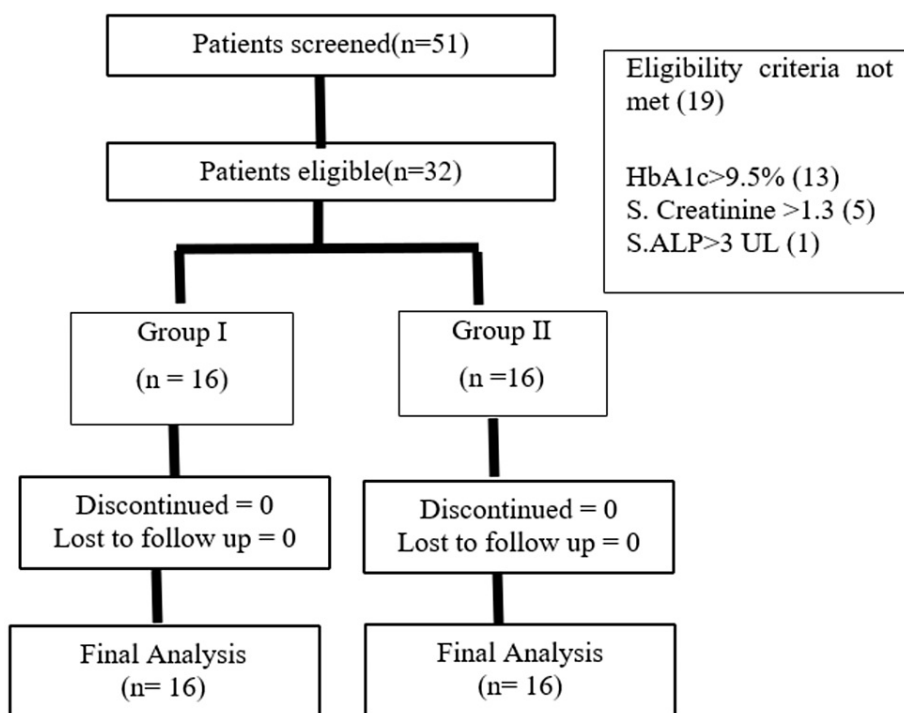 Patients screened(n=51)
Eligibility criteria not
met (19)
HbA1c>9.5% (13)
S. Creatinine >1.3 (5)
S.ALP>3 UL (1)
Patients eligible(n=32)
Group I
(n = 16)
Group II
(n =16)
Discontinued = 0
Lost to follow up = 0
Discontinued = 0
Lost to follow up = 0
Final Analysis
(n= 16)
Final Analysis
(n= 16)